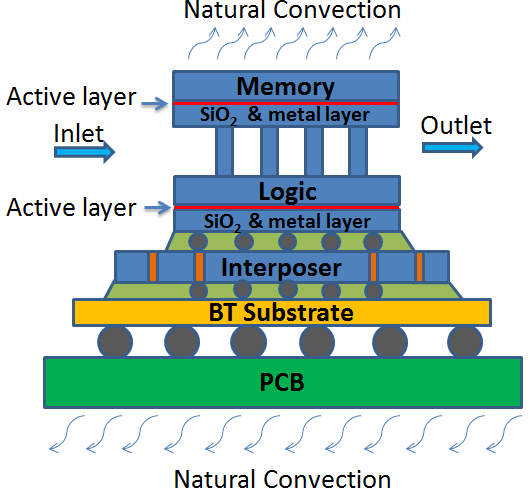 Natural Convection
Memory
Active layer
SiO₂ & metal layer
Inlet
Outlet
Logic
Active layer
SiO₂ & metal layer
Interposer
BT Substrate
PCB
Natural Convection